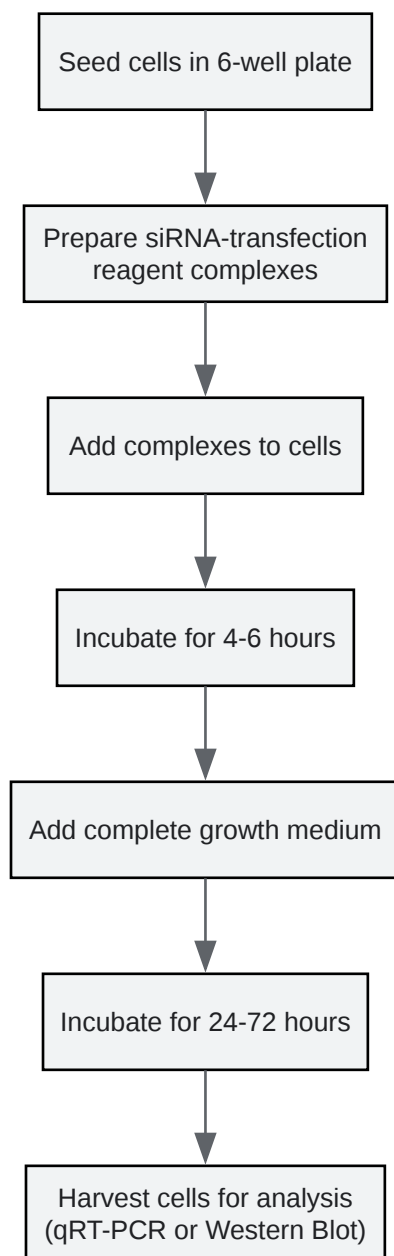 Seed cells in 6-well plate
Prepare siRNA-transfection
reagent complexes
Add complexes to cells
Incubate for 4-6 hours
Add complete growth medium
Incubate for 24-72 hours
Harvest cells for analysis
(qRT-PCR or Western Blot)